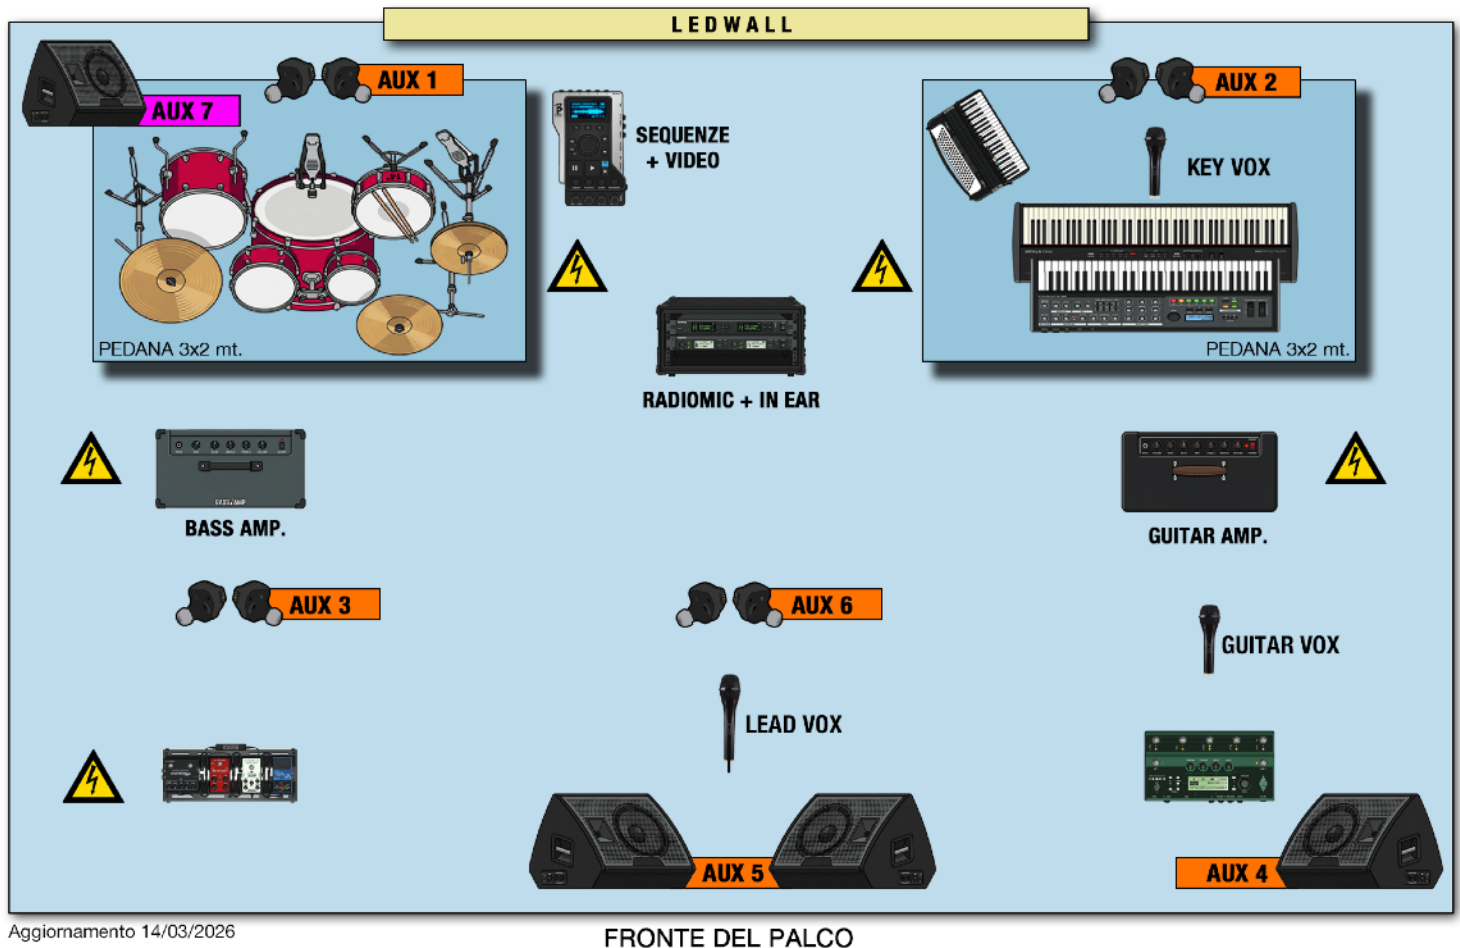 LEDWALL
AUX 1
AUX 2
AUX 7
SEQUENZE
+ VIDEO
KEY VOX
PEDANA 3x2 mt.
PEDANA 3x2 mt.
RADIOMIC + IN EAR
BASS AMP
BASS AMP.
GUITAR AMP.
AUX 3
AUX 6
GUITAR VOX
LEAD VOX
AUX 5
AUX 4
Aggiornamento 14/03/2026
FRONTE DEL PALCO